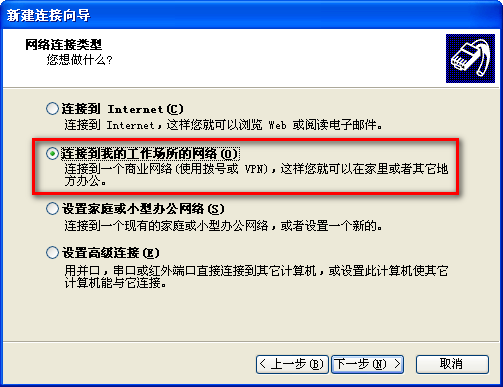 新建连接向导
网络连接类型
您想做什么?
连接到 Internet(C)
连接到 Internet,这样您就可以浏览 Web 或阅读电子邮件。
连接到我的工作场所的网络(O)
连接到一个商业网络(使用拨号或 VPN),这样您就可以在家里或者其它地
方办公。
设置家庭或小型办公网络(S)
连接到一个现有的家庭或小型办公网络,或者设置一个新的。
设置高级连接(E)
用并口,串口或红外端口直接连接到其它计算机,或设置此计算机使其它
计算机能与它连接。
< 上一步(B) 下一步(N) > 取消